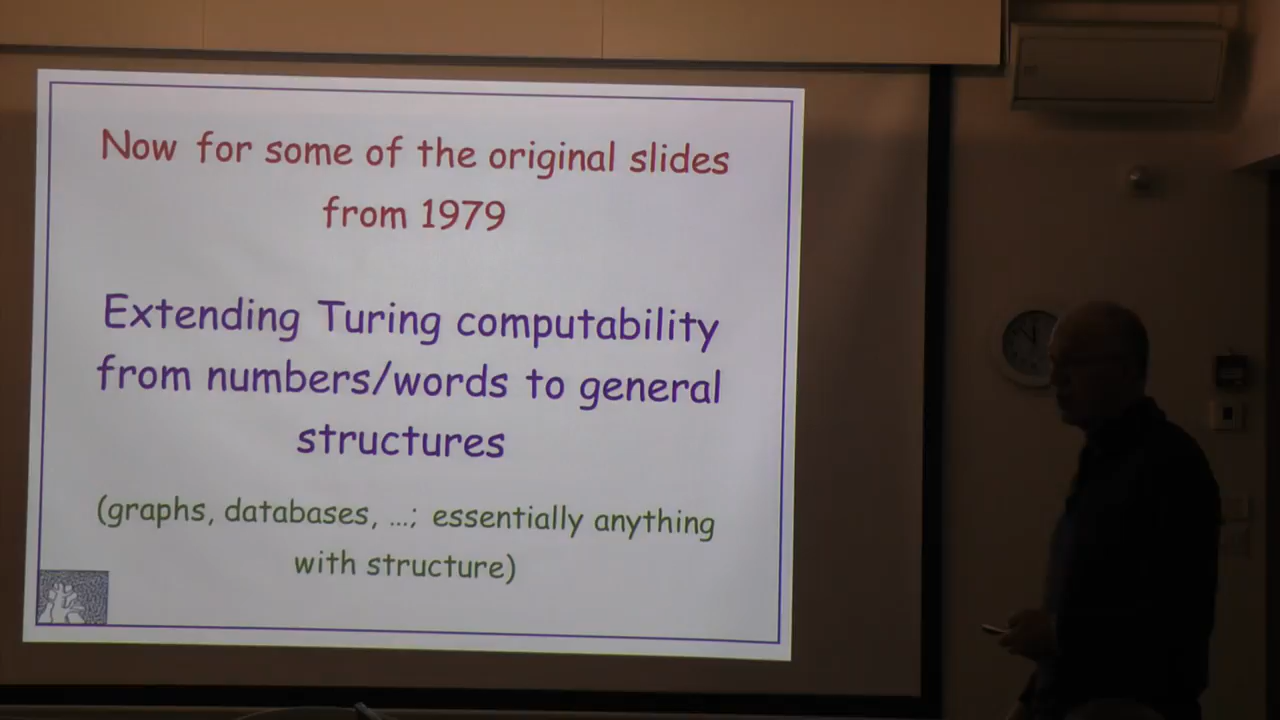 Now for some of the original slides
from 1979
Extending Turing computability
from numbers/words to general
structures
(graphs, databases, ...; essentially anything
with structure)